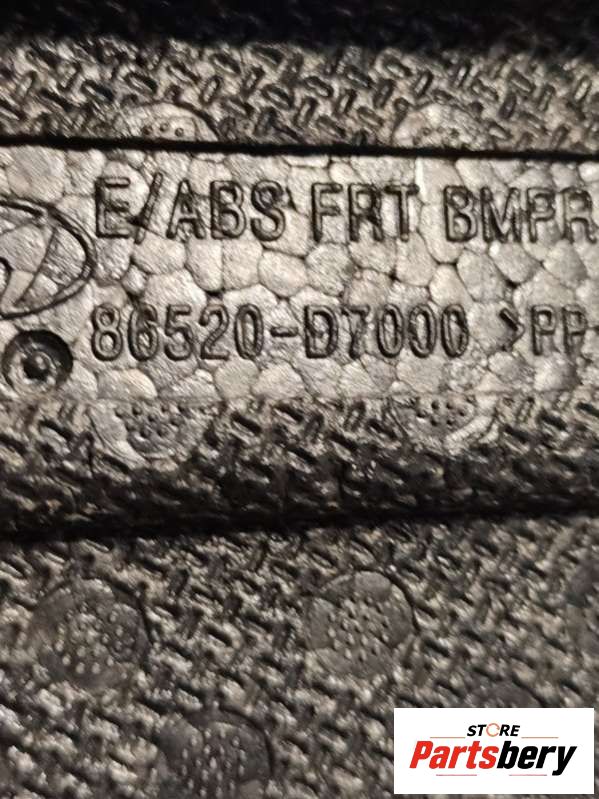 E/ABS FRT BMPR
86520-D7000 >PP
STORE
Partsbery